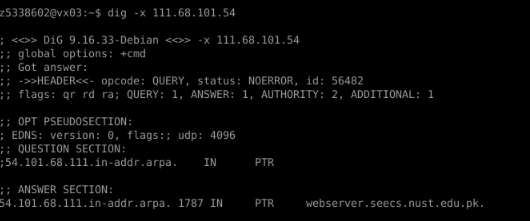 z5338602@vx03:~$ dig -x 111.68.101.54
; <<>> DiG 9.16.33-Debian <<>> -x 111.68.101.54
;; global options: +cmd
;; Got answer:
;; ->>HEADER<<- opcode: QUERY, status: NOERROR, id: 56482
;; flags: qr rd ra; QUERY: 1, ANSWER: 1, AUTHORITY: 2, ADDITIONAL: 1
;; OPT PSEUDOSECTION:
; EDNS: version: 0, flags:; udp: 4096
;; QUESTION SECTION:
;54.101.68.111.in-addr.arpa. IN PTR
;; ANSWER SECTION:
54.101.68.111.in-addr.arpa. 1787 IN PTR webserver.seecs.nust.edu.pk.